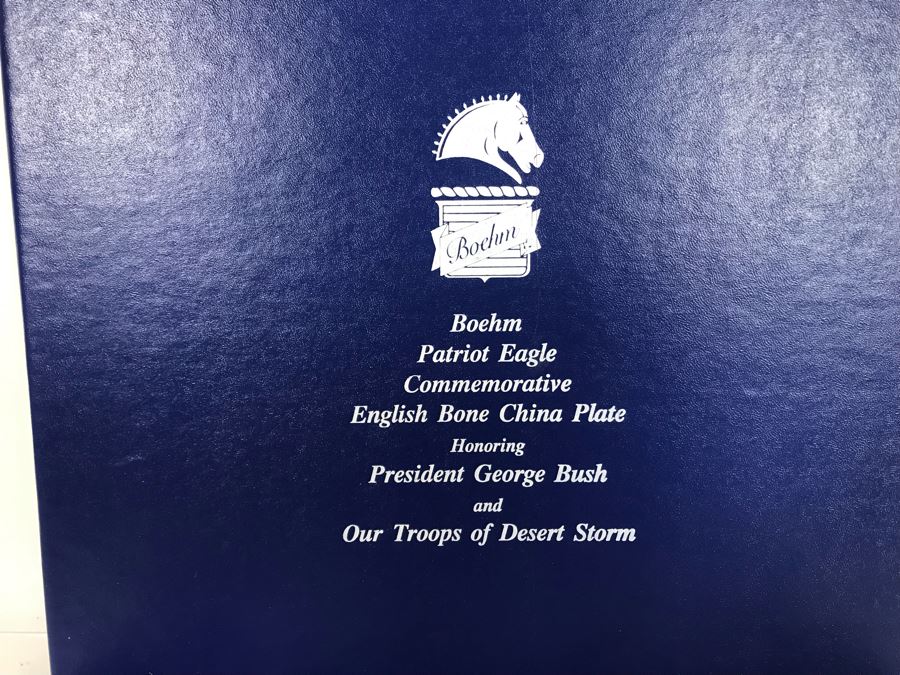 Boehm
Boehm
Patriot Eagle
Commemorative
English Bone China Plate
Honoring
President George Bush
and
Our Troops of Desert Storm